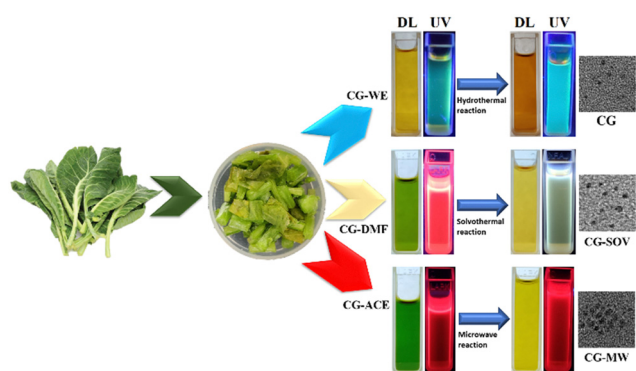 DL UV DL UV
CG-WE
Hydrothermal
reaction
CG
CG-DMF
Solvothermal
reaction
CG-SOV
CG-ACE
Microwave
reaction
CG-MW